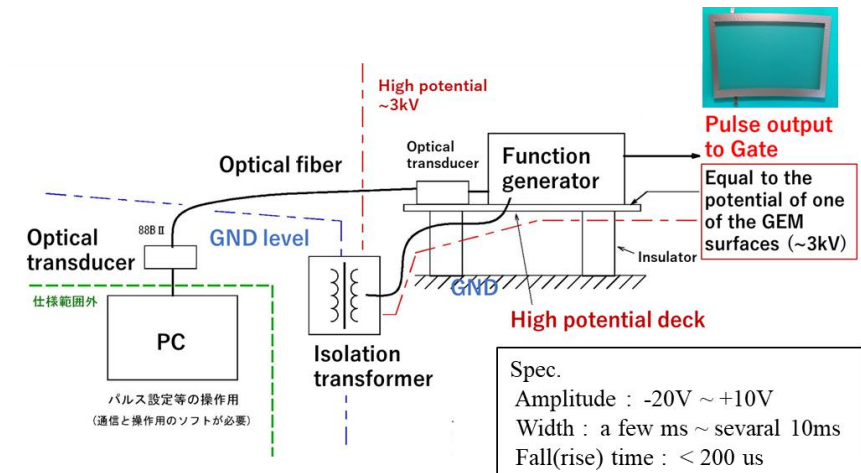 High potential
~3kV
Pulse output
to Gate
Optical
transducer
Function
generator
Optical fiber
Equal to the
potential of one
of the GEM
surfaces (~3kV)
88BⅡ
GND level
Optical
transducer
Insulator
GND
仕様範囲外
PC
High potential deck
Isolation
transformer
パルス設定等の操作用
(通信と操作用のソフトが必要)
Spec.
Amplitude : -20V ~ +10V
Width : a few ms ~ sevaral 10ms
Fall(rise) time : < 200 us